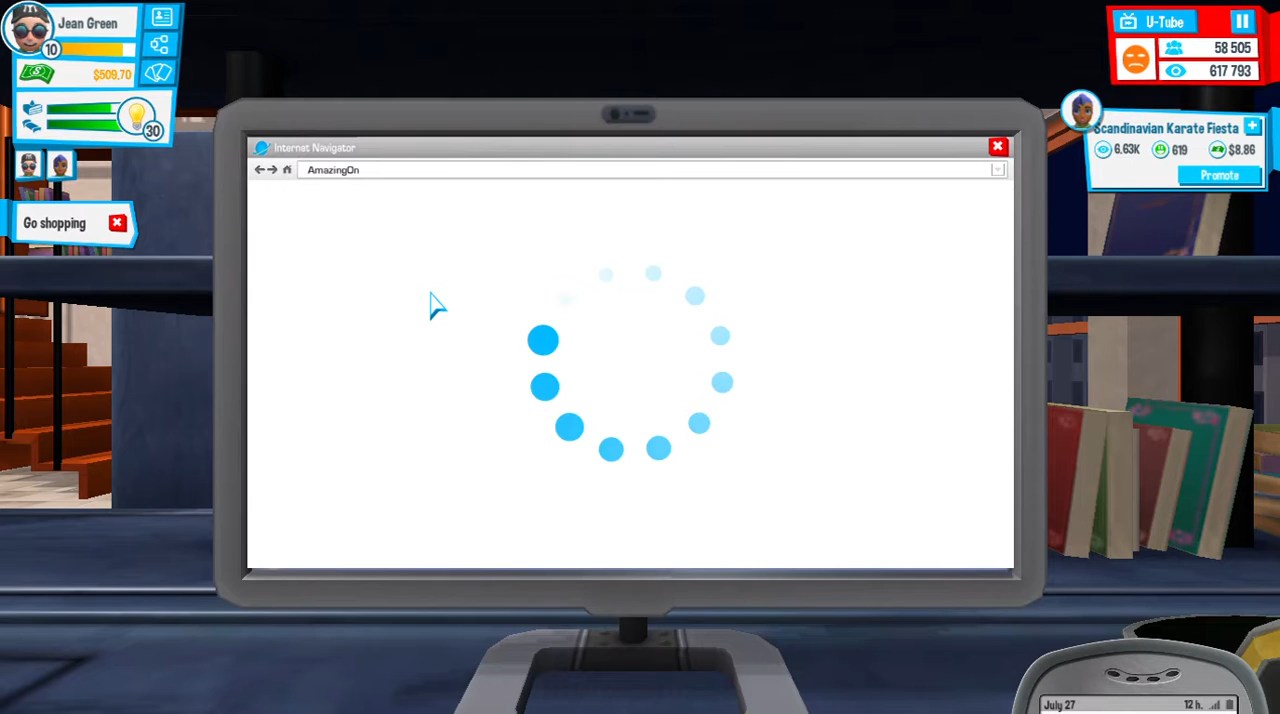 Jean Green
10
$509.70
30
Go shopping
Internet Navigator
AmazingOn
U-Tube
58 505
617 793
Scandinavian Karate Fiesta
6.63K
619
$8.86
Promote
July 27
12 h.